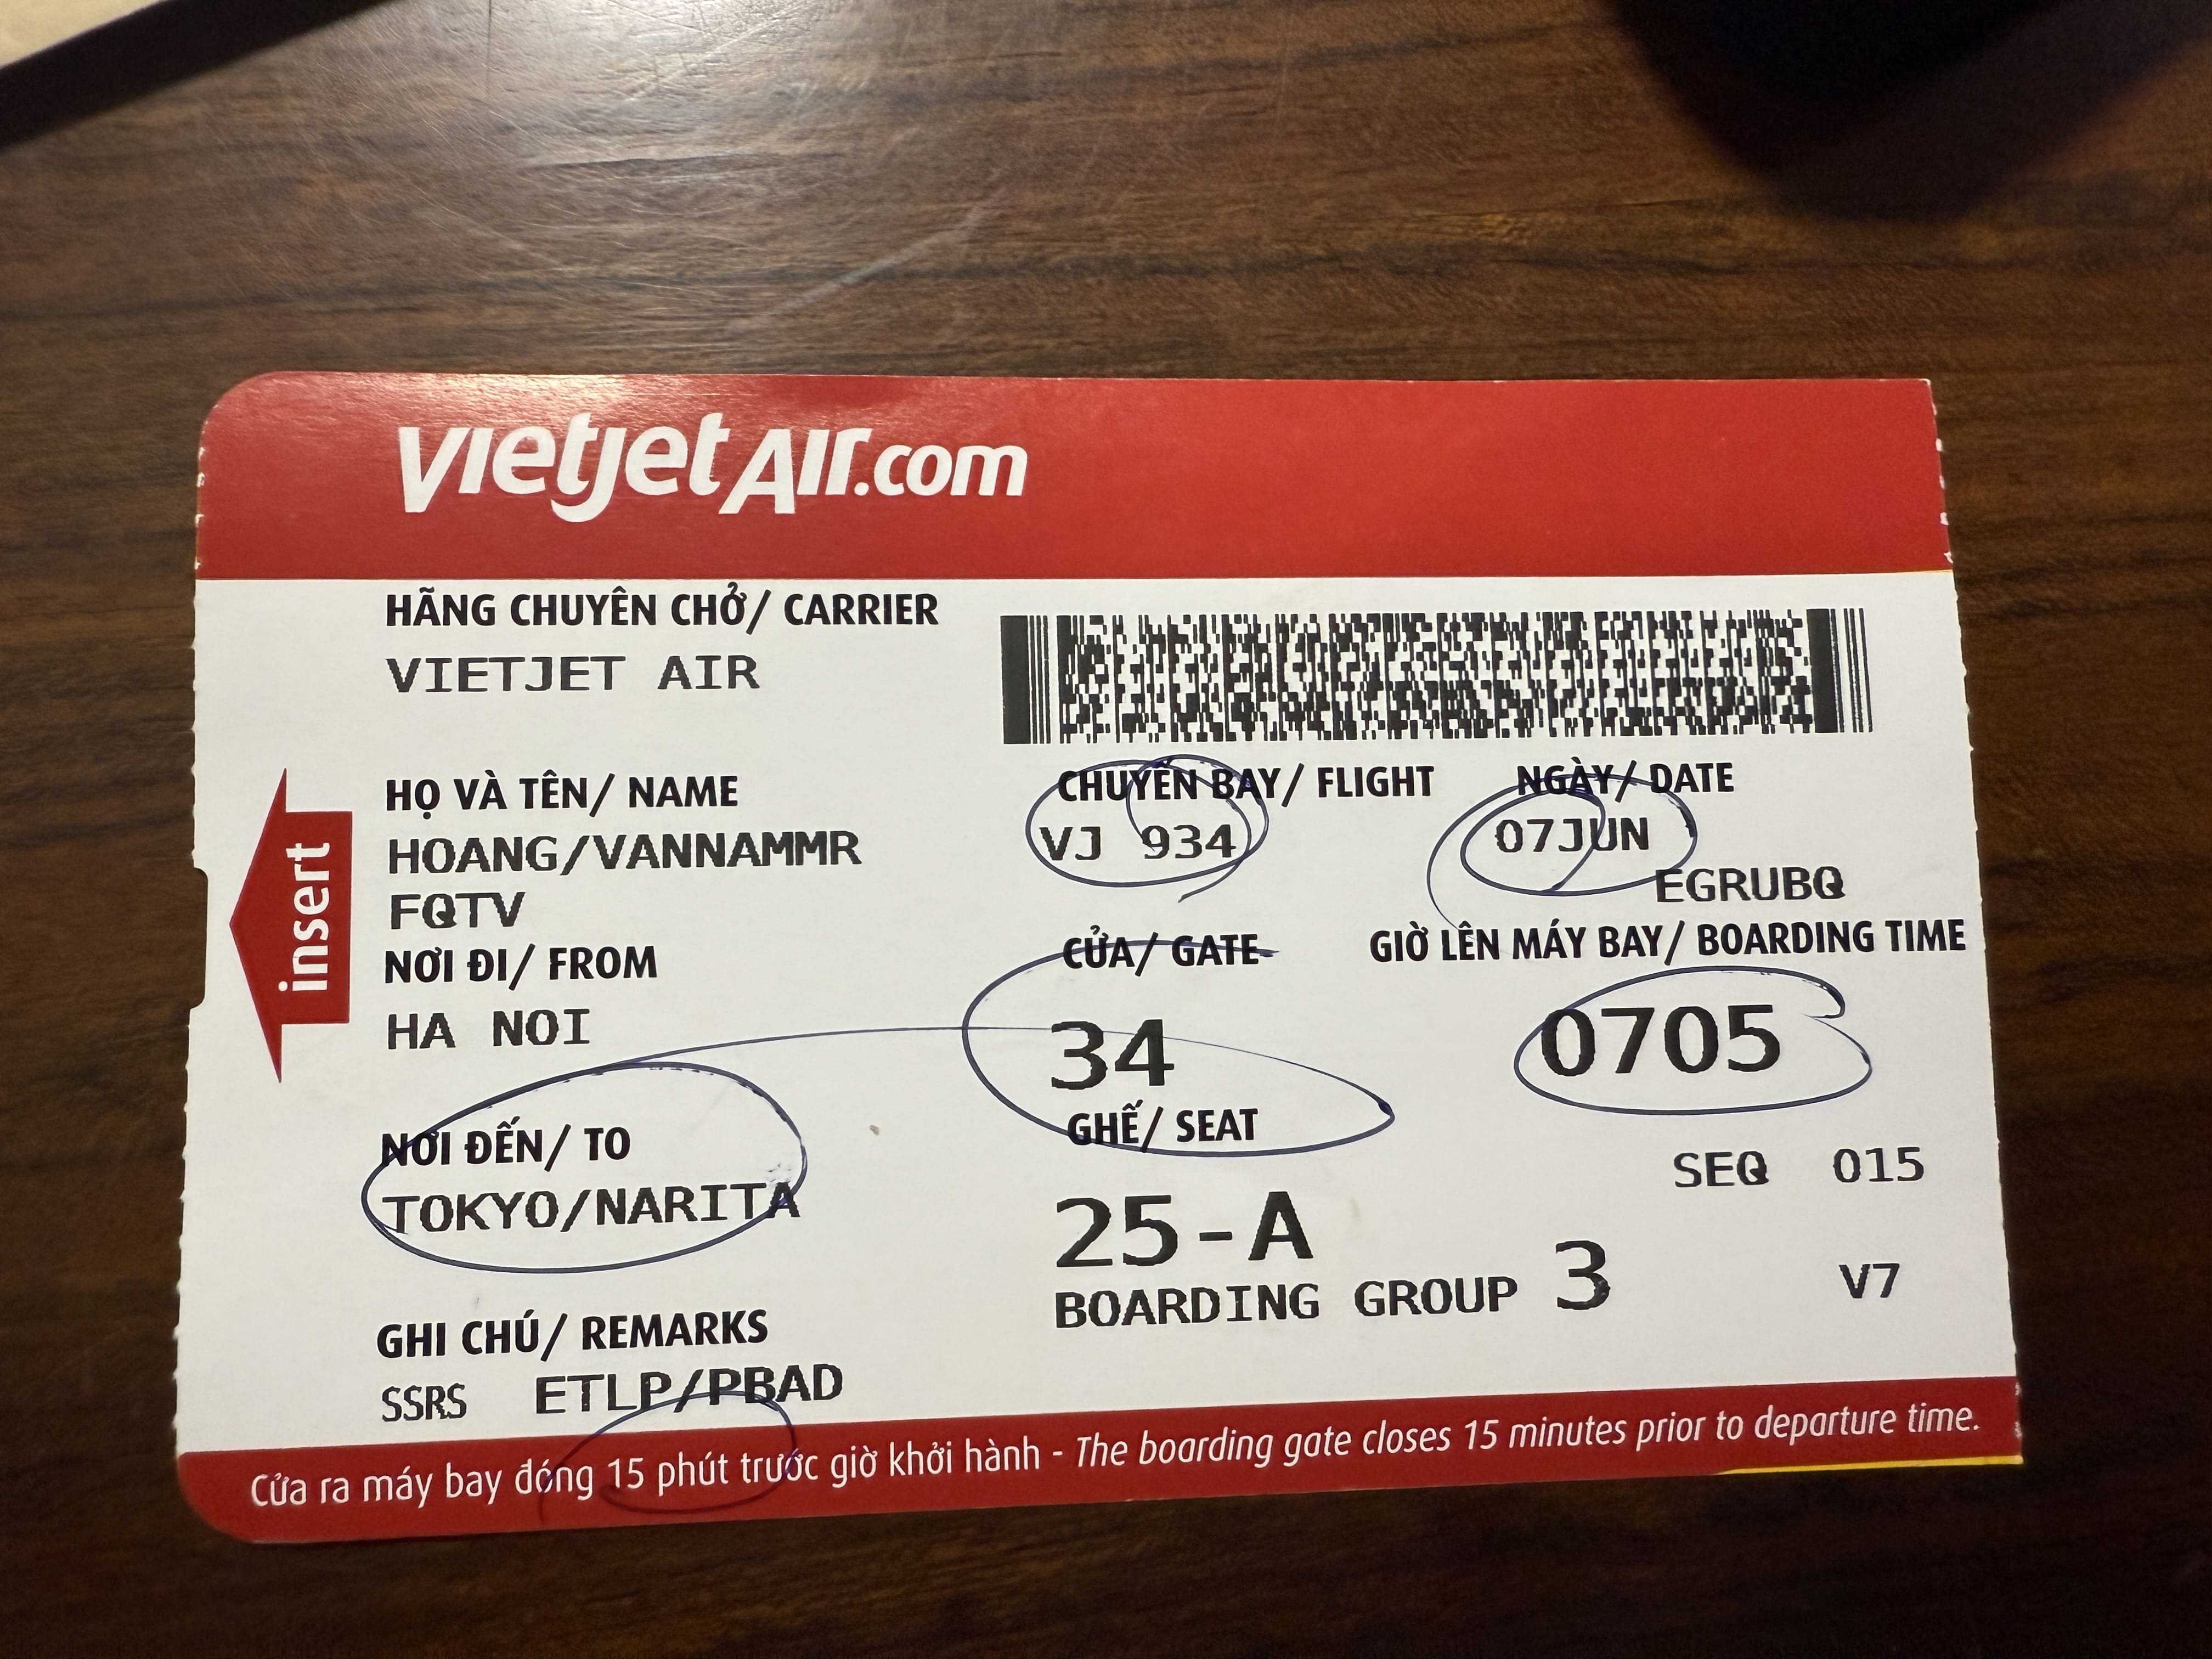 vietjetAir.com
HÃNG CHUYÊN CHỞ/ CARRIER
VIETJET AIR
insert
HỌ VÀ TÊN/ NAME
HOANG/VANNAMMR
FQTV
CHUYẾN BAY/ FLIGHT
VJ 934
NGÀY/ DATE
07JUN
EGRUBQ
NƠI ĐI/ FROM
HA NOI
CỬA/ GATE
34
GIỜ LÊN MÁY BAY/ BOARDING TIME
0705
NƠI ĐẾN/ TO
TOKYO/NARITA
GHẾ/ SEAT
25-A
SEQ 015
BOARDING GROUP 3
V7
GHI CHÚ/ REMARKS
SSRS ETLP/PBAD
Cửa ra máy bay đóng 15 phút trước giờ khởi hành - The boarding gate closes 15 minutes prior to departure time.